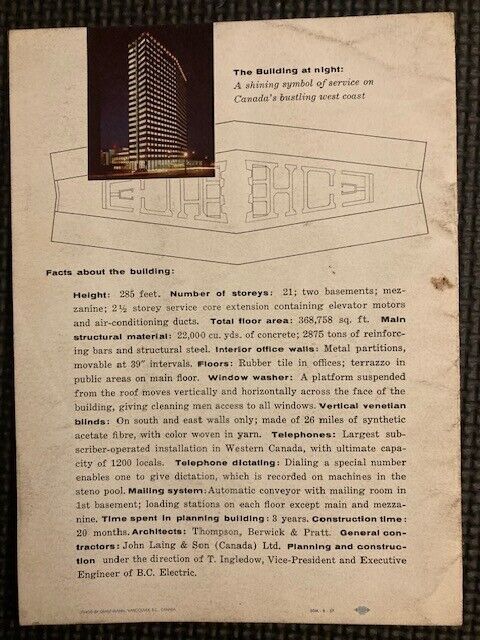 The Building at night:
A shining symbol of service on
Canada's bustling west coast
Facts about the building:
Height: 285 feet. Number of storeys: 21; two basements; mez-
zanine; 2½ storey service core extension containing elevator motors
and air-conditioning ducts. Total floor area: 368,758 sq. ft. Main
structural material: 22,000 cu. yds. of concrete; 2875 tons of reinforc-
ing bars and structural steel. Interior office walls: Metal partitions,
movable at 39" intervals. Floors: Rubber tile in offices; terrazzo in
public areas on main floor. Window washer: A platform suspended
from the roof moves vertically and horizontally across the face of the
building, giving cleaning men access to all windows. Vertical venetian
blinds: On south and east walls only; made of 26 miles of synthetic
acetate fibre, with color woven in yarn. Telephones: Largest sub-
scriber-operated installation in Western Canada, with ultimate capa-
city of 1200 locals. Telephone dictating: Dialing a special number
enables one to give dictation, which is recorded on machines in the
steno pool. Mailing system: Automatic conveyor with mailing room in
1st basement; loading stations on each floor except main and mezza-
nine. Time spent in planning building: 3 years. Construction time:
20 months. Architects: Thompson, Berwick & Pratt. General con-
tractors: John Laing & Son (Canada) Ltd. Planning and construc-
tion under the direction of T. Ingledow, Vice-President and Executive
Engineer of B.C. Electric.
VANCOUVER, B.C., CANADA